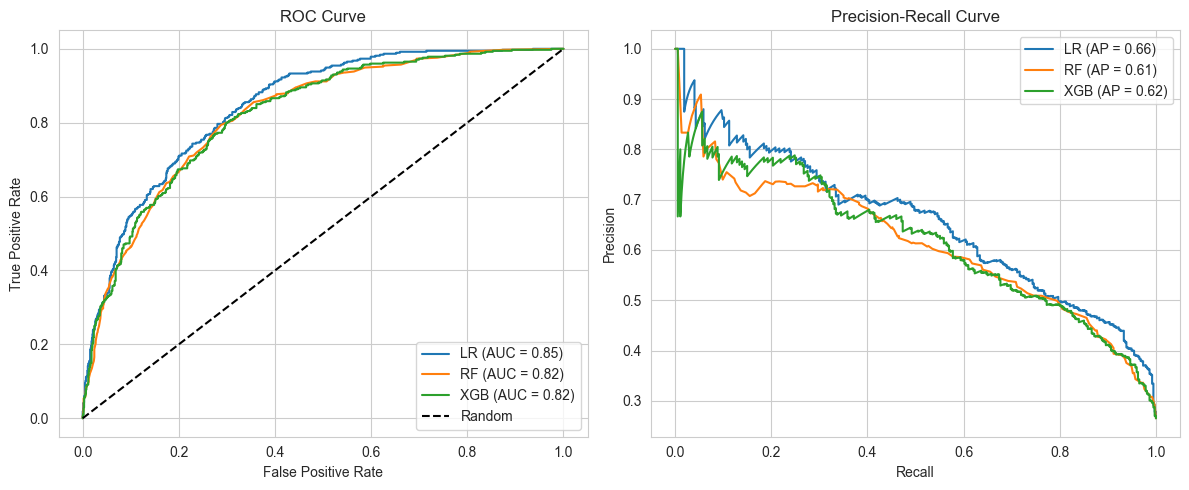 ROC Curve
1.0
0.8
0.6
0.4
0.2
0.0
True Positive Rate
0.0 0.2 0.4 0.6 0.8 1.0
False Positive Rate
LR (AUC = 0.85)
RF (AUC = 0.82)
XGB (AUC = 0.82)
Random
Precision-Recall Curve
1.0
0.9
0.8
0.7
0.6
0.5
0.4
0.3
Precision
0.0 0.2 0.4 0.6 0.8 1.0
Recall
LR (AP = 0.66)
RF (AP = 0.61)
XGB (AP = 0.62)